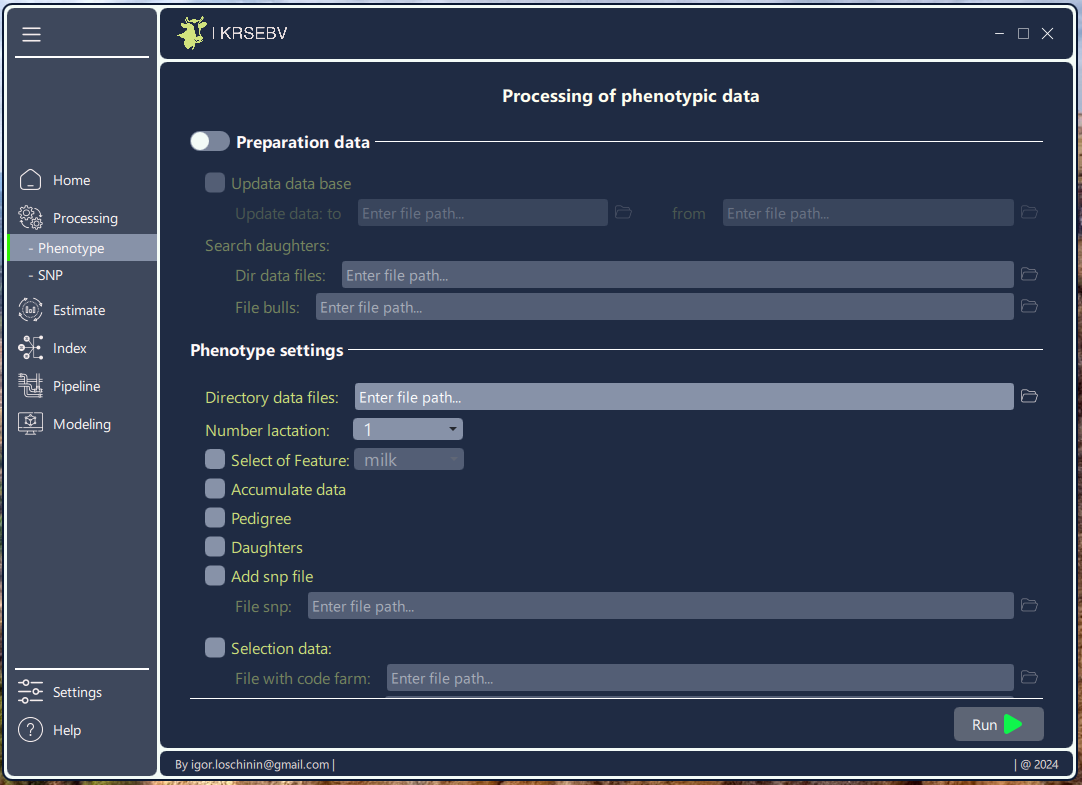 | KRSEBV
Processing of phenotypic data
Preparation data
Updata data base
Update data: to Enter file path... from Enter file path...
Search daughters:
Dir data files: Enter file path...
File bulls: Enter file path...
Phenotype settings
Directory data files: Enter file path...
Number lactation: 1
Select of Feature: milk
Accumulate data
Pedigree
Daughters
Add snp file
File snp: Enter file path...
Selection data:
File with code farm: Enter file path...
Run
Home
Processing
- Phenotype
- SNP
Estimate
Index
Pipeline
Modeling
Settings
? Help
By igor.loschinin@gmail.com | | @ 2024